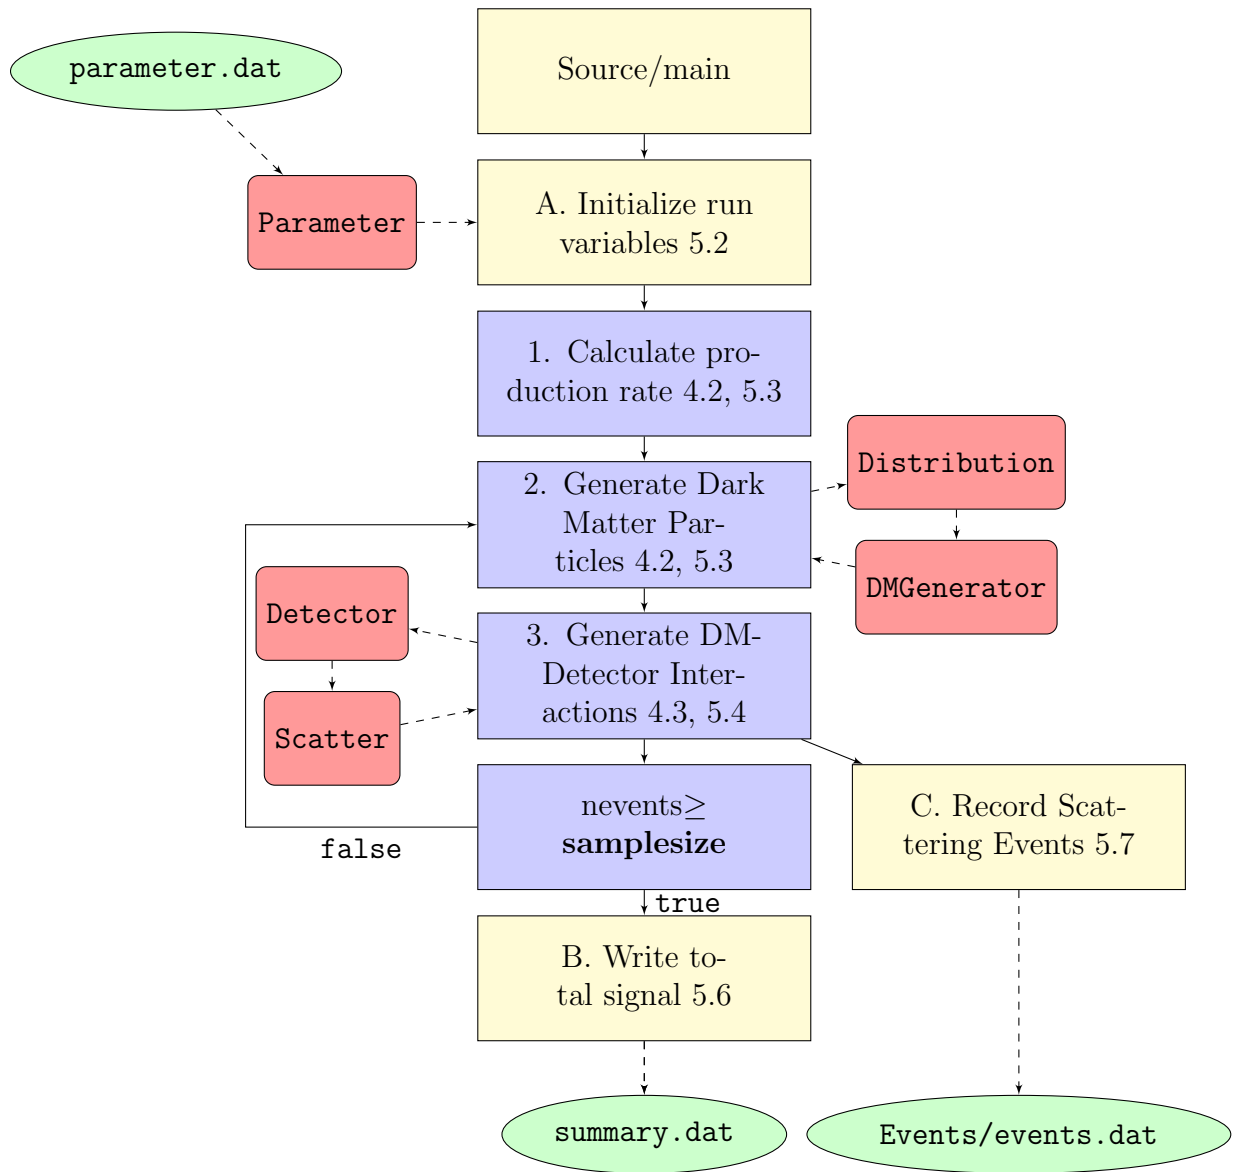 parameter.dat
Source/main
Parameter
A. Initialize run
variables 5.2
1. Calculate pro-
duction rate 4.2, 5.3
2. Generate Dark
Matter Par-
ticles 4.2, 5.3
Distribution
DMGenerator
Detector
3. Generate DM-
Detector Inter-
actions 4.3, 5.4
Scatter
nevents≥
samplesize
false
true
C. Record Scat-
tering Events 5.7
B. Write to-
tal signal 5.6
summary.dat
Events/events.dat